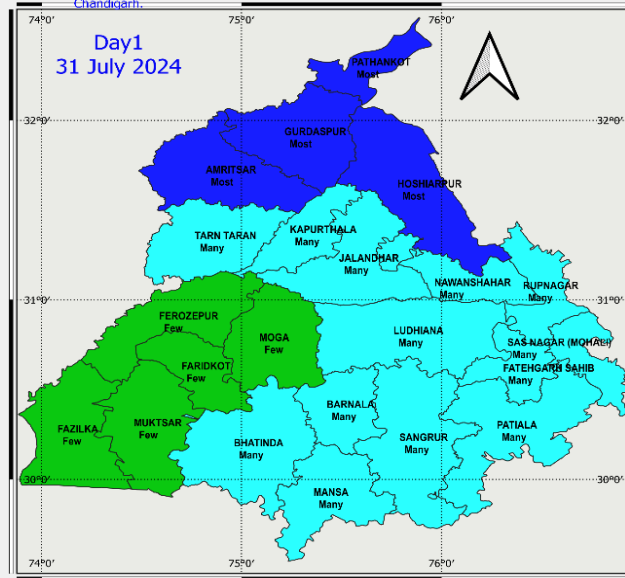 Chandigarh.
74°0' 75°0' 76°0'
Day1
31 July 2024
PATHANKOT
Most
32°0' 32°0'
GURDASPUR
Most
AMRITSAR
Most
HOSHIARPUR
Most
TARN TARAN
Many
KAPURTHALA
Many
JALANDHAR
Many
NAWANSHAHAR
Many
RUPNAGAR
Many
31°0' 31°0'
FEROZEPUR
Few
MOGA
Few
LUDHIANA
Many
SAS NAGAR (MOHALI)
Many
FARIDKOT
Few
FATEHGARH SAHIB
Many
FAZILKA
Few
MUKTSAR
Few
BARNALA
Many
BHATINDA
Many
SANGRUR
Many
PATIALA
Many
30°0' 30°0'
MANSA
Many
74°0' 75°0' 76°0'